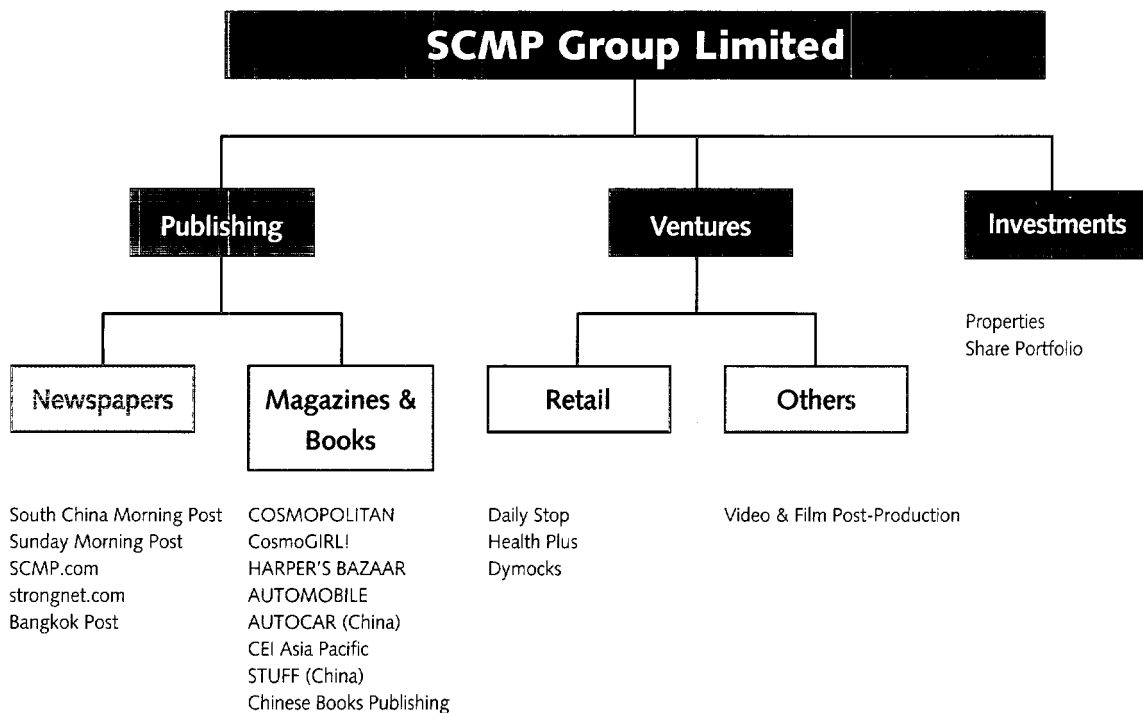 SCMP Group Limited
Publishing
Ventures
Investments
Properties
Share Portfolio
Newspapers
Magazines &
Books
Retail
Others
South China Morning Post
Sunday Morning Post
SCMP.com
strongnet.com
Bangkok Post
COSMOPOLITAN
CosmoGIRL!
HARPER'S BAZAAR
AUTOMOBILE
AUTOCAR (China)
CEI Asia Pacific
STUFF (China)
Chinese Books Publishing
Daily Stop
Health Plus
Dymocks
Video & Film Post-Production